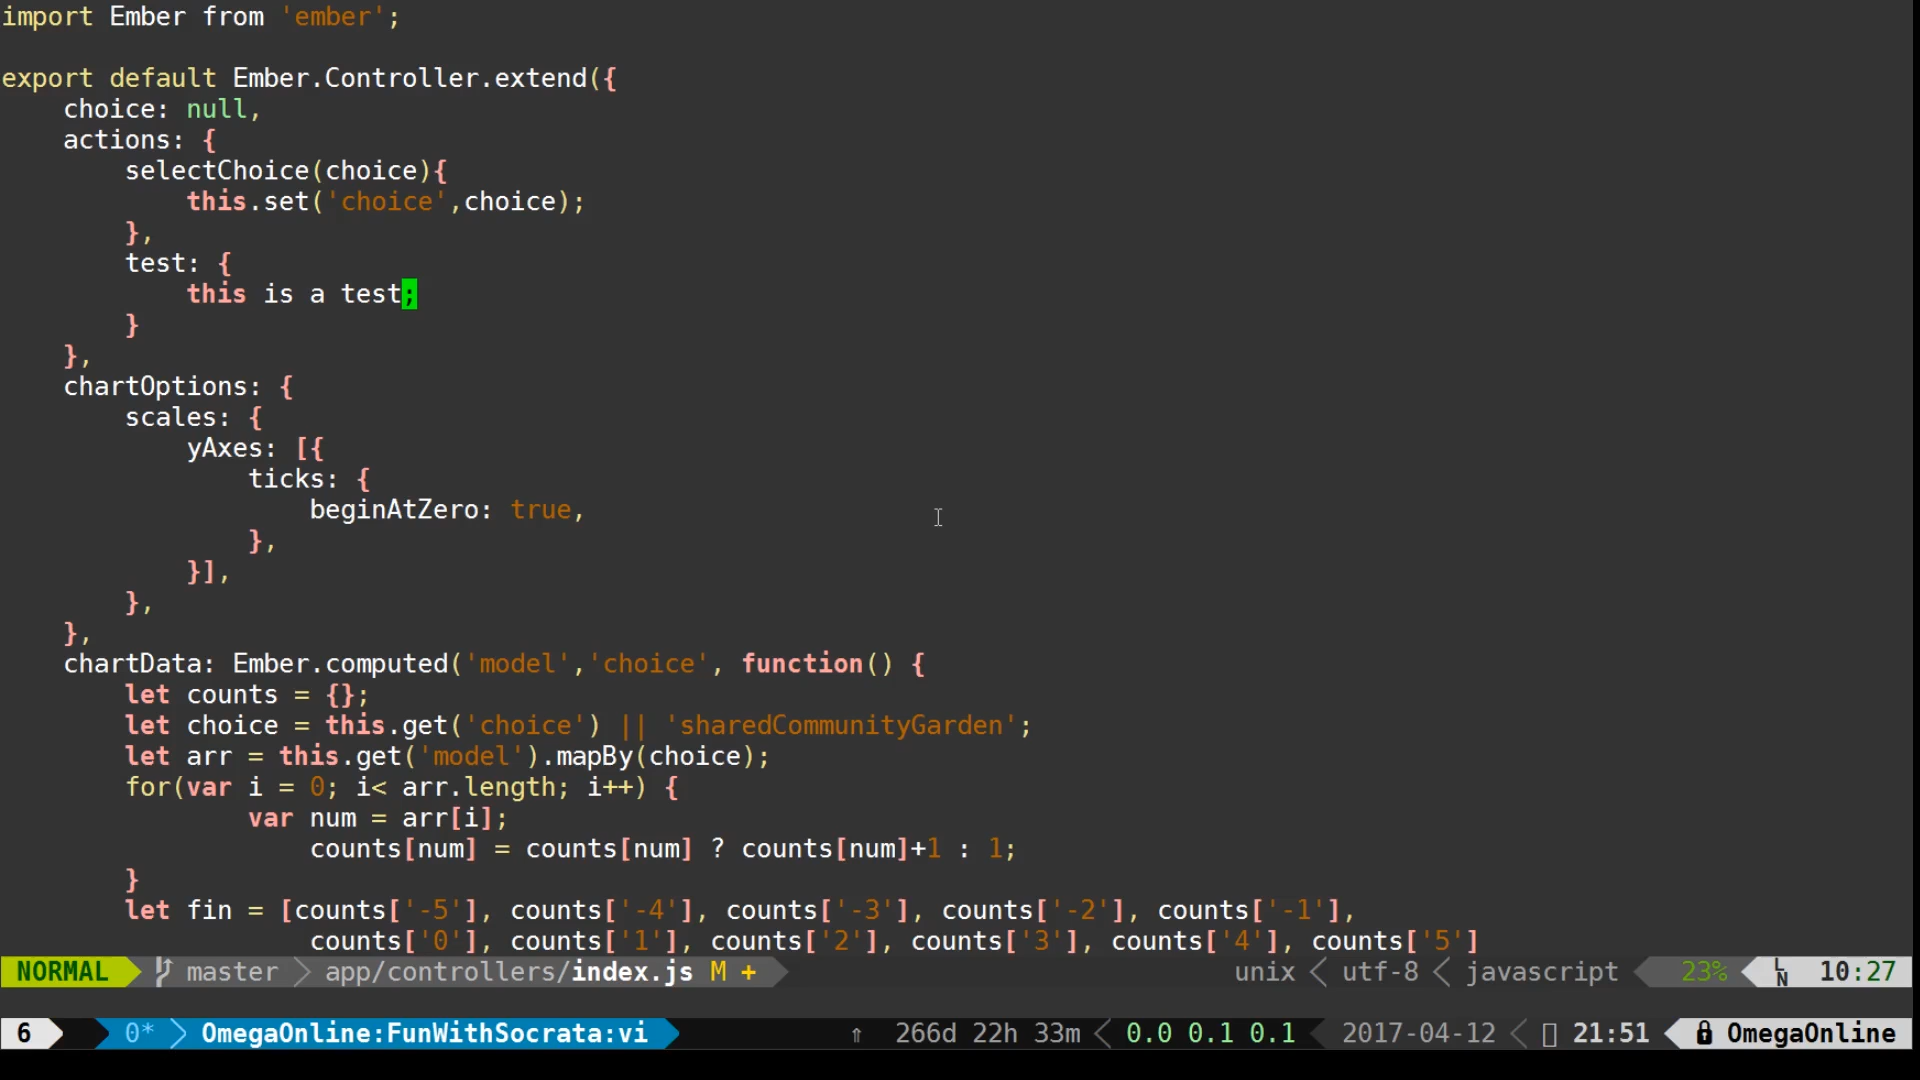 import Ember from 'ember';
export default Ember.Controller.extend({
    choice: null,
    actions: {
        selectChoice(choice){
            this.set('choice',choice);
        },
        test: {
            this is a test;
        }
    },
    chartOptions: {
        scales: {
            yAxes: [{
                ticks: {
                    beginAtZero: true,
                },
            }],
        },
    },
    chartData: Ember.computed('model','choice', function() {
        let counts = {};
        let choice = this.get('choice') || 'sharedCommunityGarden';
        let arr = this.get('model').mapBy(choice);
        for(var i = 0; i< arr.length; i++) {
                var num = arr[i];
                    counts[num] = counts[num] ? counts[num]+1 : 1;
        }
        let fin = [counts['-5'], counts['-4'], counts['-3'], counts['-2'], counts['-1'],
                    counts['0'], counts['1'], counts['2'], counts['3'], counts['4'], counts['5']
NORMAL master app/controllers/index.js M + unix utf-8 javascript 23% LN 10:27
6 0* OmegaOnline:FunWithSocrata:vi ⇑ 266d 22h 33m 0.0 0.1 0.1 2017-04-12 21:51 OmegaOnline